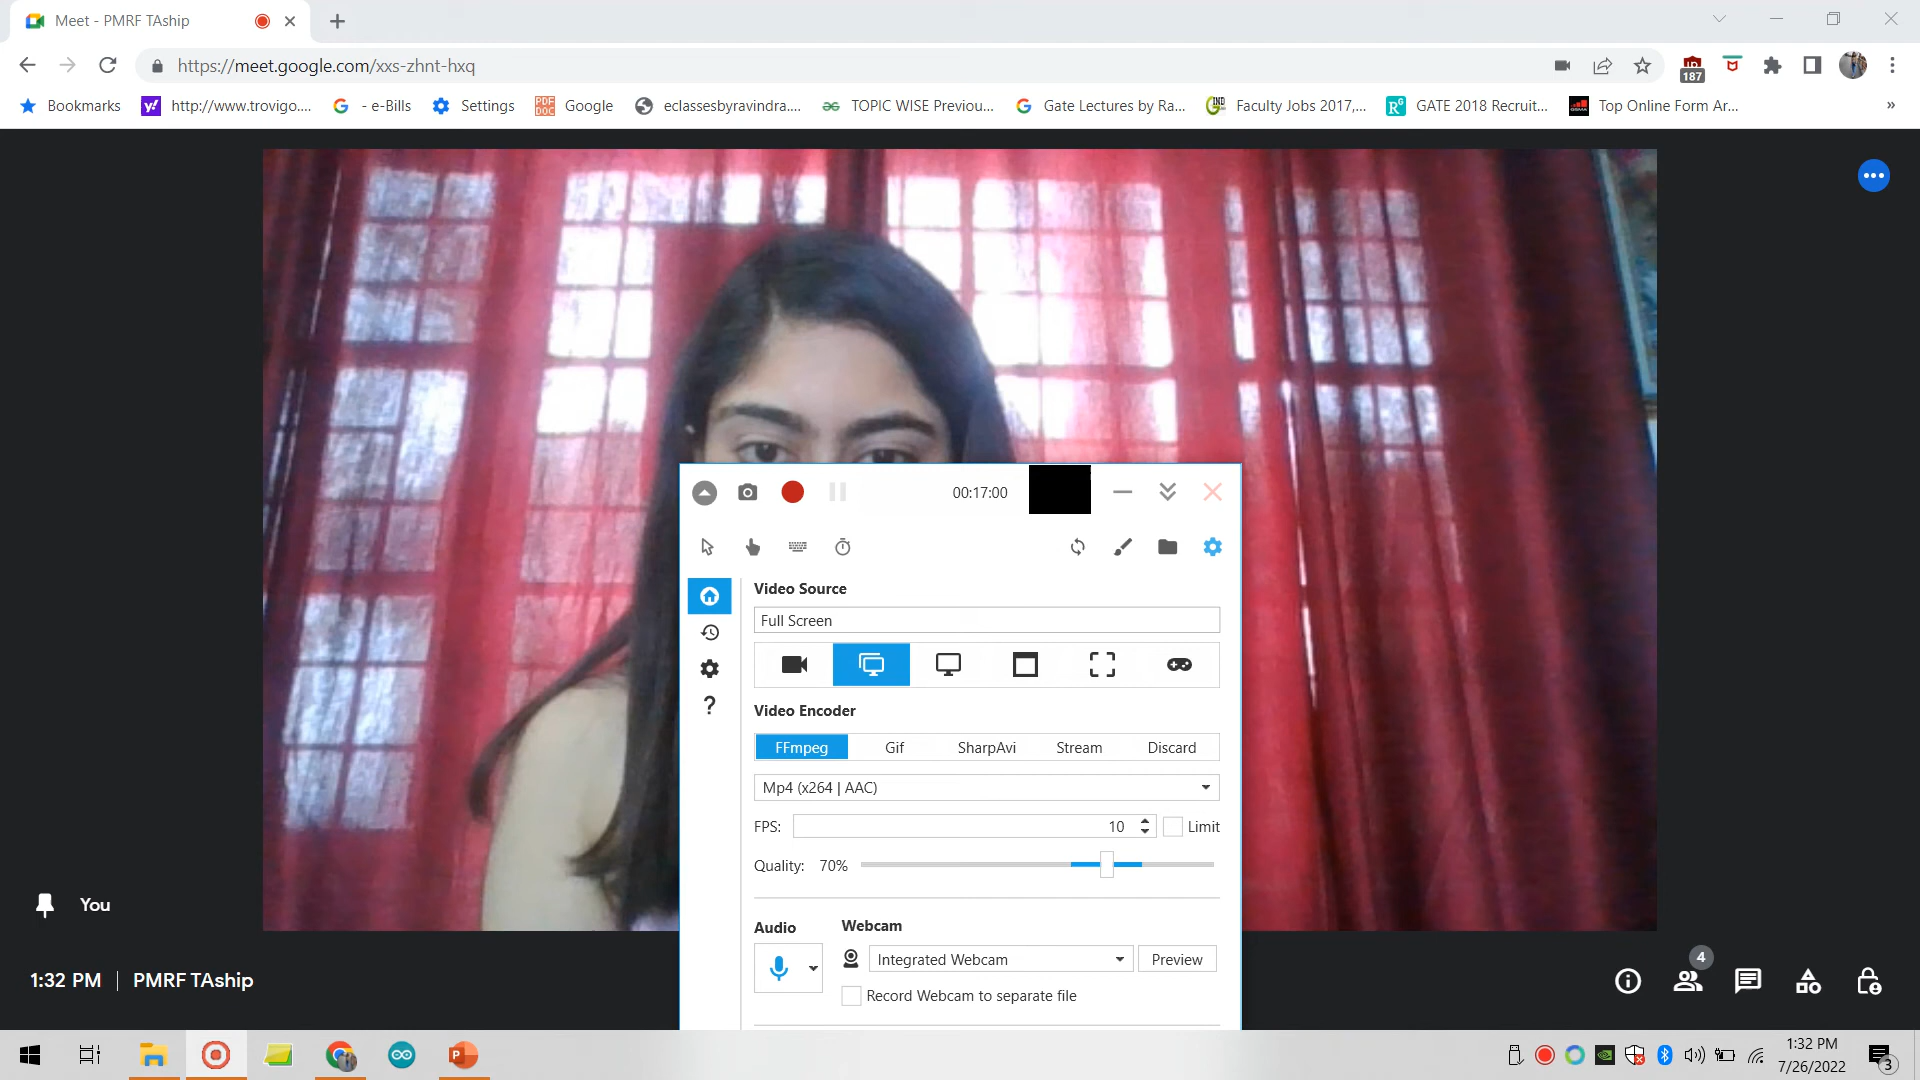 Meet - PMRF TAship
https://meet.google.com/xxs-zhnt-hxq
187
Bookmarks
http://www.trovigo....
- e-Bills
Settings
PDF DOC Google
eclassesbyravindra....
TOPIC WISE Previou...
Gate Lectures by Ra...
Faculty Jobs 2017,...
GATE 2018 Recruit...
Top Online Form Ar...
»
00:17:00
Video Source
Full Screen
Video Encoder
FFmpeg Gif SharpAvi Stream Discard
Mp4 (x264 | AAC)
FPS: 10 Limit
Quality: 70%
Audio
Webcam
Integrated Webcam Preview
Record Webcam to separate file
You
1:32 PM | PMRF TAship
4
1:32 PM
7/26/2022
3